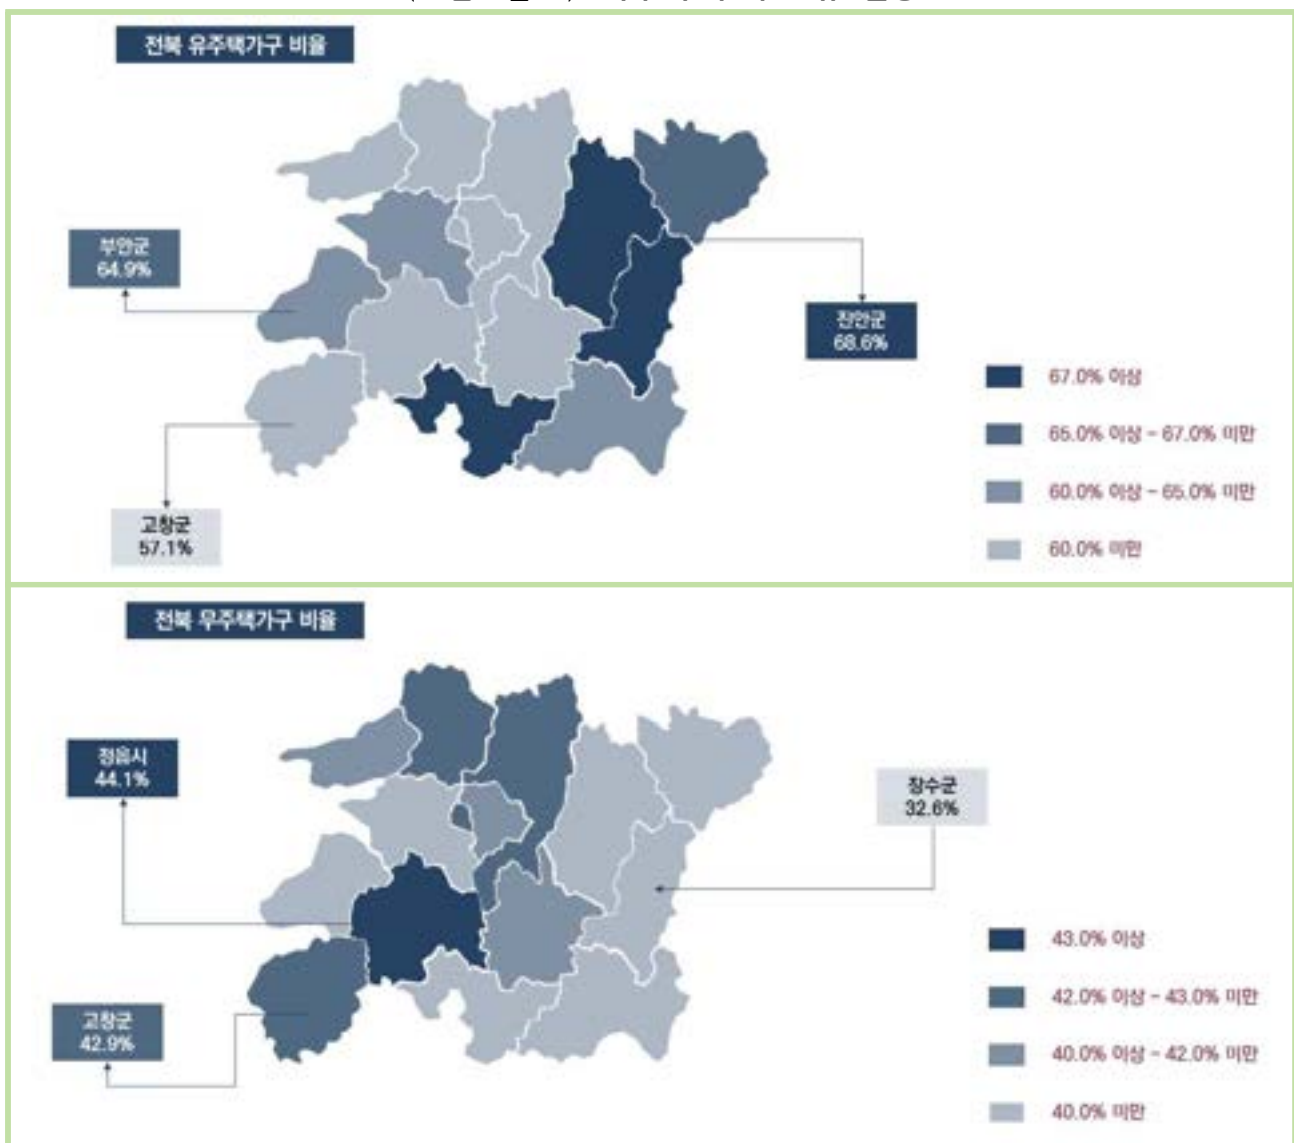 전북 유주택가구 비율
부안군
64.9%
진안군
68.6%
고창군
57.1%
67.0% 이상
65.0% 이상 - 67.0% 미만
60.0% 이상 - 65.0% 미만
60.0% 미만
전북 무주택가구 비율
정읍시
44.1%
장수군
32.6%
고창군
42.9%
43.0% 이상
42.0% 이상 - 43.0% 미만
40.0% 이상 - 42.0% 미만
40.0% 미만